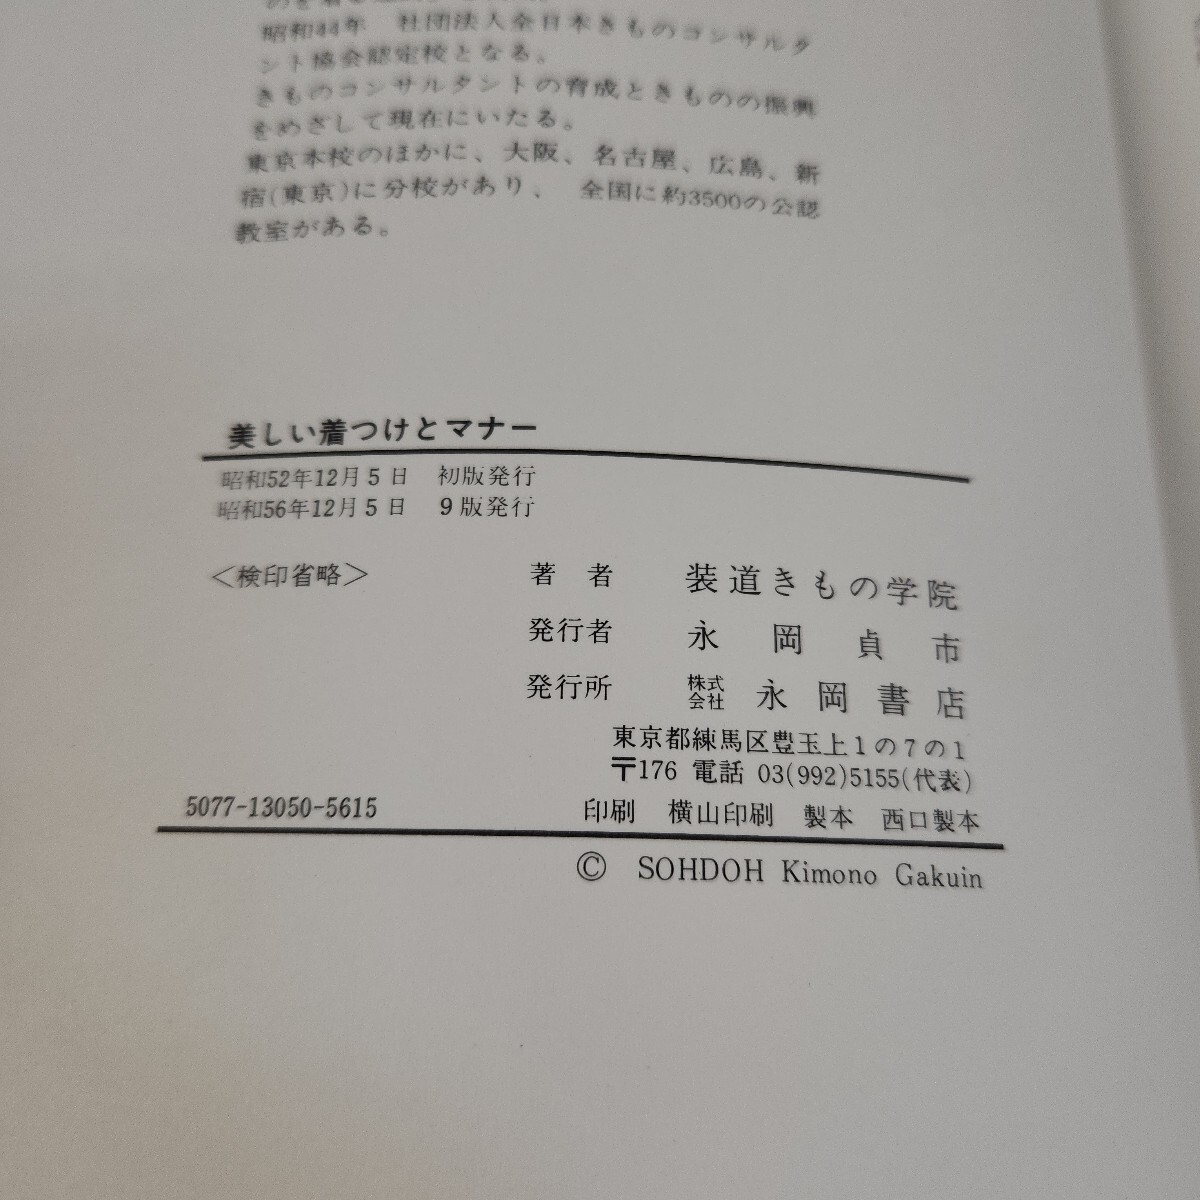 昭和44年　社団法人全日本きものコンサルタ
ント協会認定校となる。
きものコンサルタントの育成ときものの振興
をめざして現在にいたる。
東京本校のほかに、大阪、名古屋、広島、新
宿(東京)に分校があり、　全国に約3500の公認
教室がある。
美しい着つけとマナー
昭和52年12月5日　初版発行
昭和56年12月5日　9版発行
＜検印省略＞　著　者　装道きもの学院
発行者　永　岡　貞　市
発行所　株式会社　永　岡　書　店
東京都練馬区豊玉上1の7の1
〒176 電話 03(992)5155(代表)
5077-13050-5615　印刷　横山印刷　製本　西口製本
© SOHDOH Kimono Gakuin